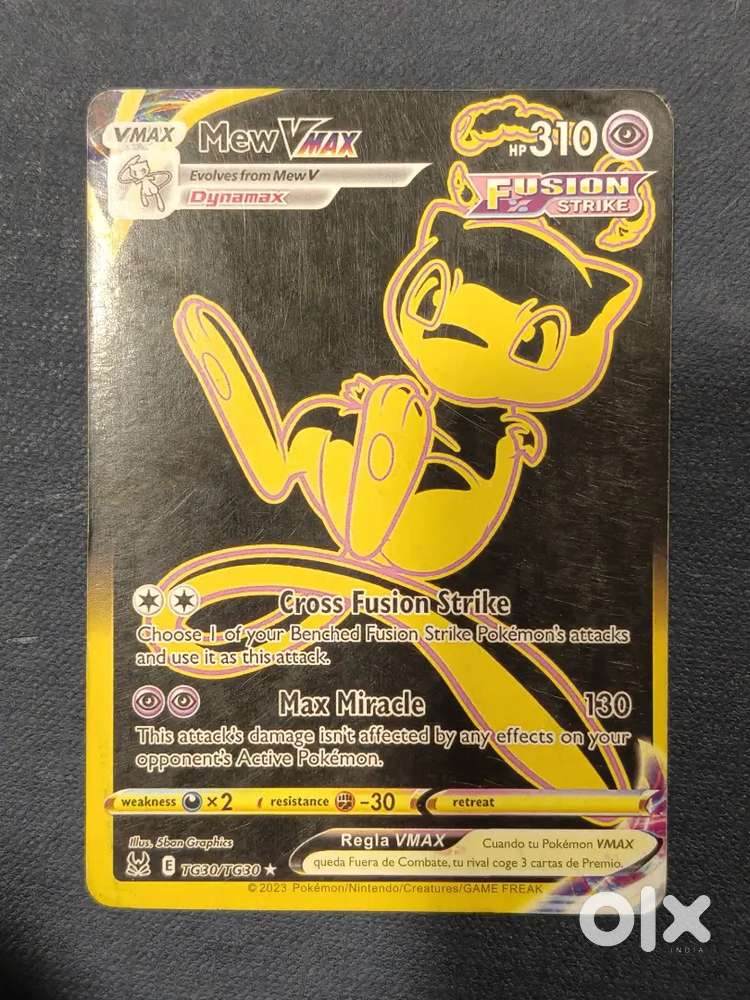 VMAX Mew VMAX HP 310
Evolves from Mew V
Dynamax
FUSION
STRIKE
Cross Fusion Strike
Choose 1 of your Benched Fusion Strike Pokémon's attacks
and use it as this attack.
Max Miracle 130
This attack's damage isn't affected by any effects on your
opponent's Active Pokémon.
weakness ×2 resistance -30 retreat
Illus. 5ban Graphics
Regla VMAX Cuando tu Pokémon VMAX
queda Fuera de Combate, tu rival coge 3 cartas de Premio.
E TG30/TG30 ★
© 2023 Pokémon/Nintendo/Creatures/GAME FREAK
olx
INDIA